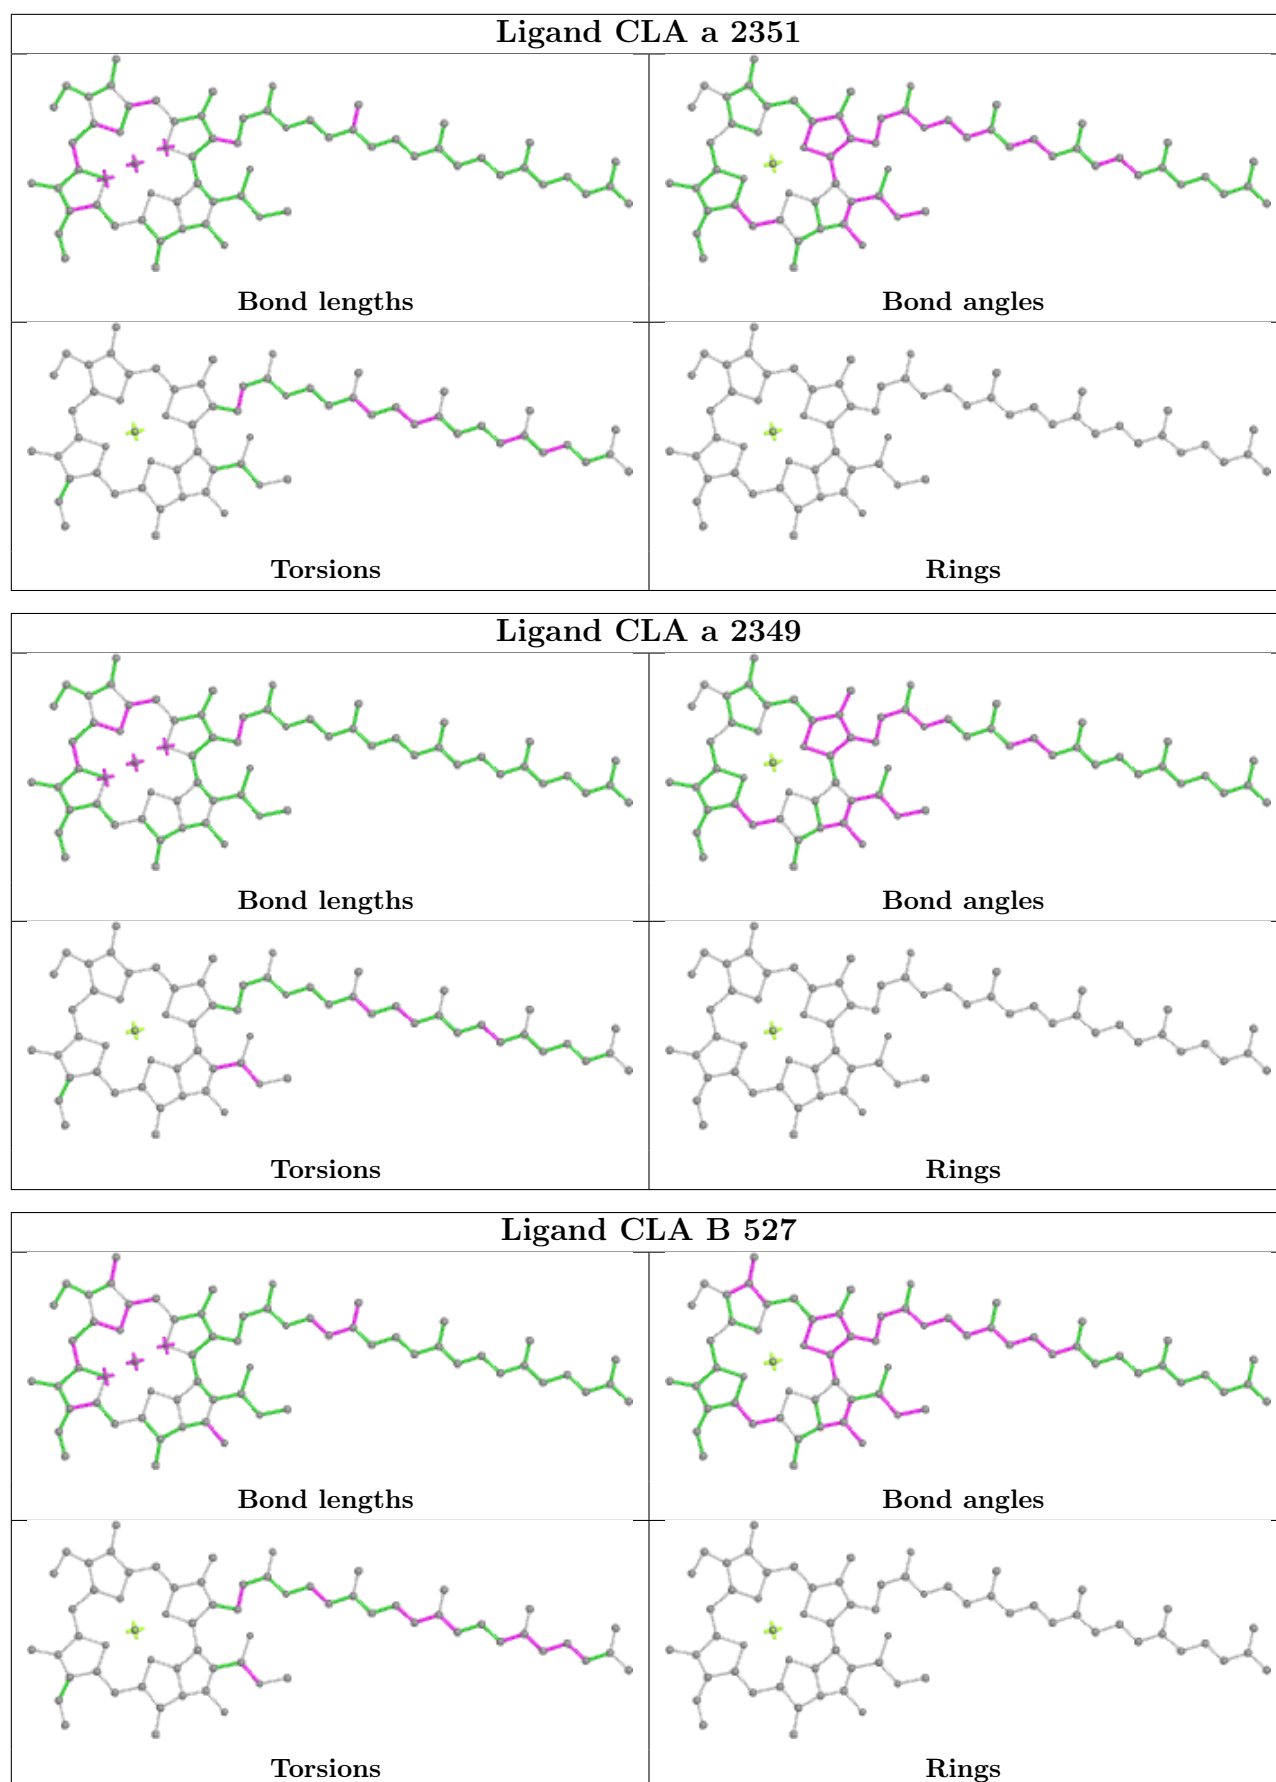 Ligand CLA a 2351
Bond lengths
Bond angles
Torsions
Rings
Ligand CLA a 2349
Bond lengths
Bond angles
Torsions
Rings
Ligand CLA B 527
Bond lengths
Bond angles
Torsions
Rings